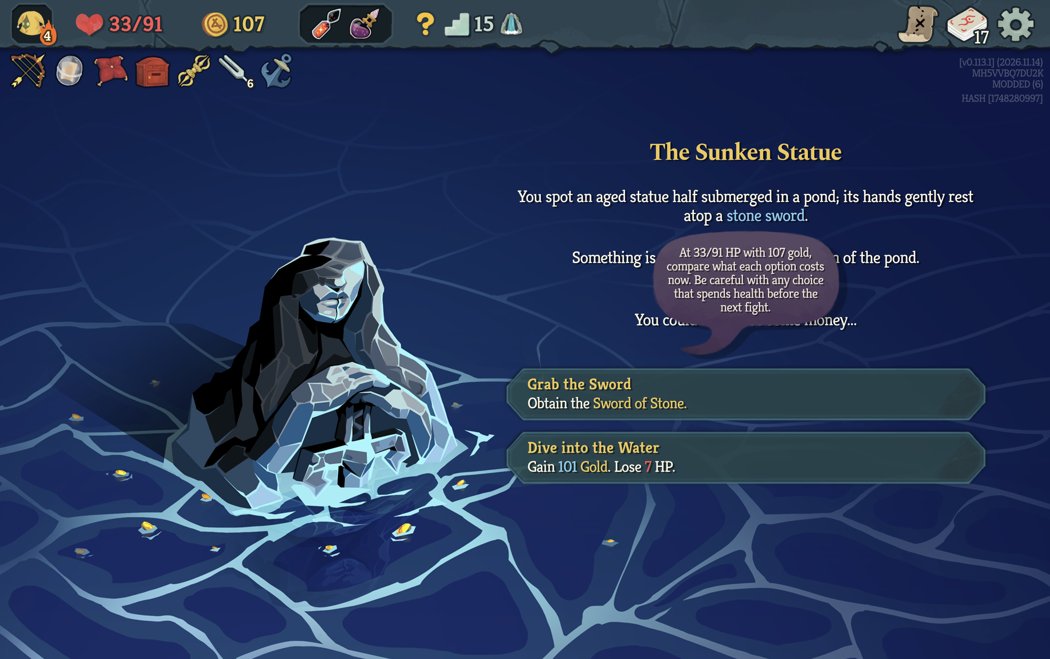 4
33/91
107
15
17
6
[v0.113.1] (2026.11.14)
MH5VVBQ7DU2K
MODDED (6)
HASH [1748280997]
The Sunken Statue
You spot an aged statue half submerged in a pond; its hands gently rest
atop a stone sword.
Something is of the pond.
At 33/91 HP with 107 gold,
compare what each option costs
now. Be careful with any choice
that spends health before the
next fight.
You money...
Grab the Sword
Obtain the Sword of Stone.
Dive into the Water
Gain 101 Gold. Lose 7 HP.